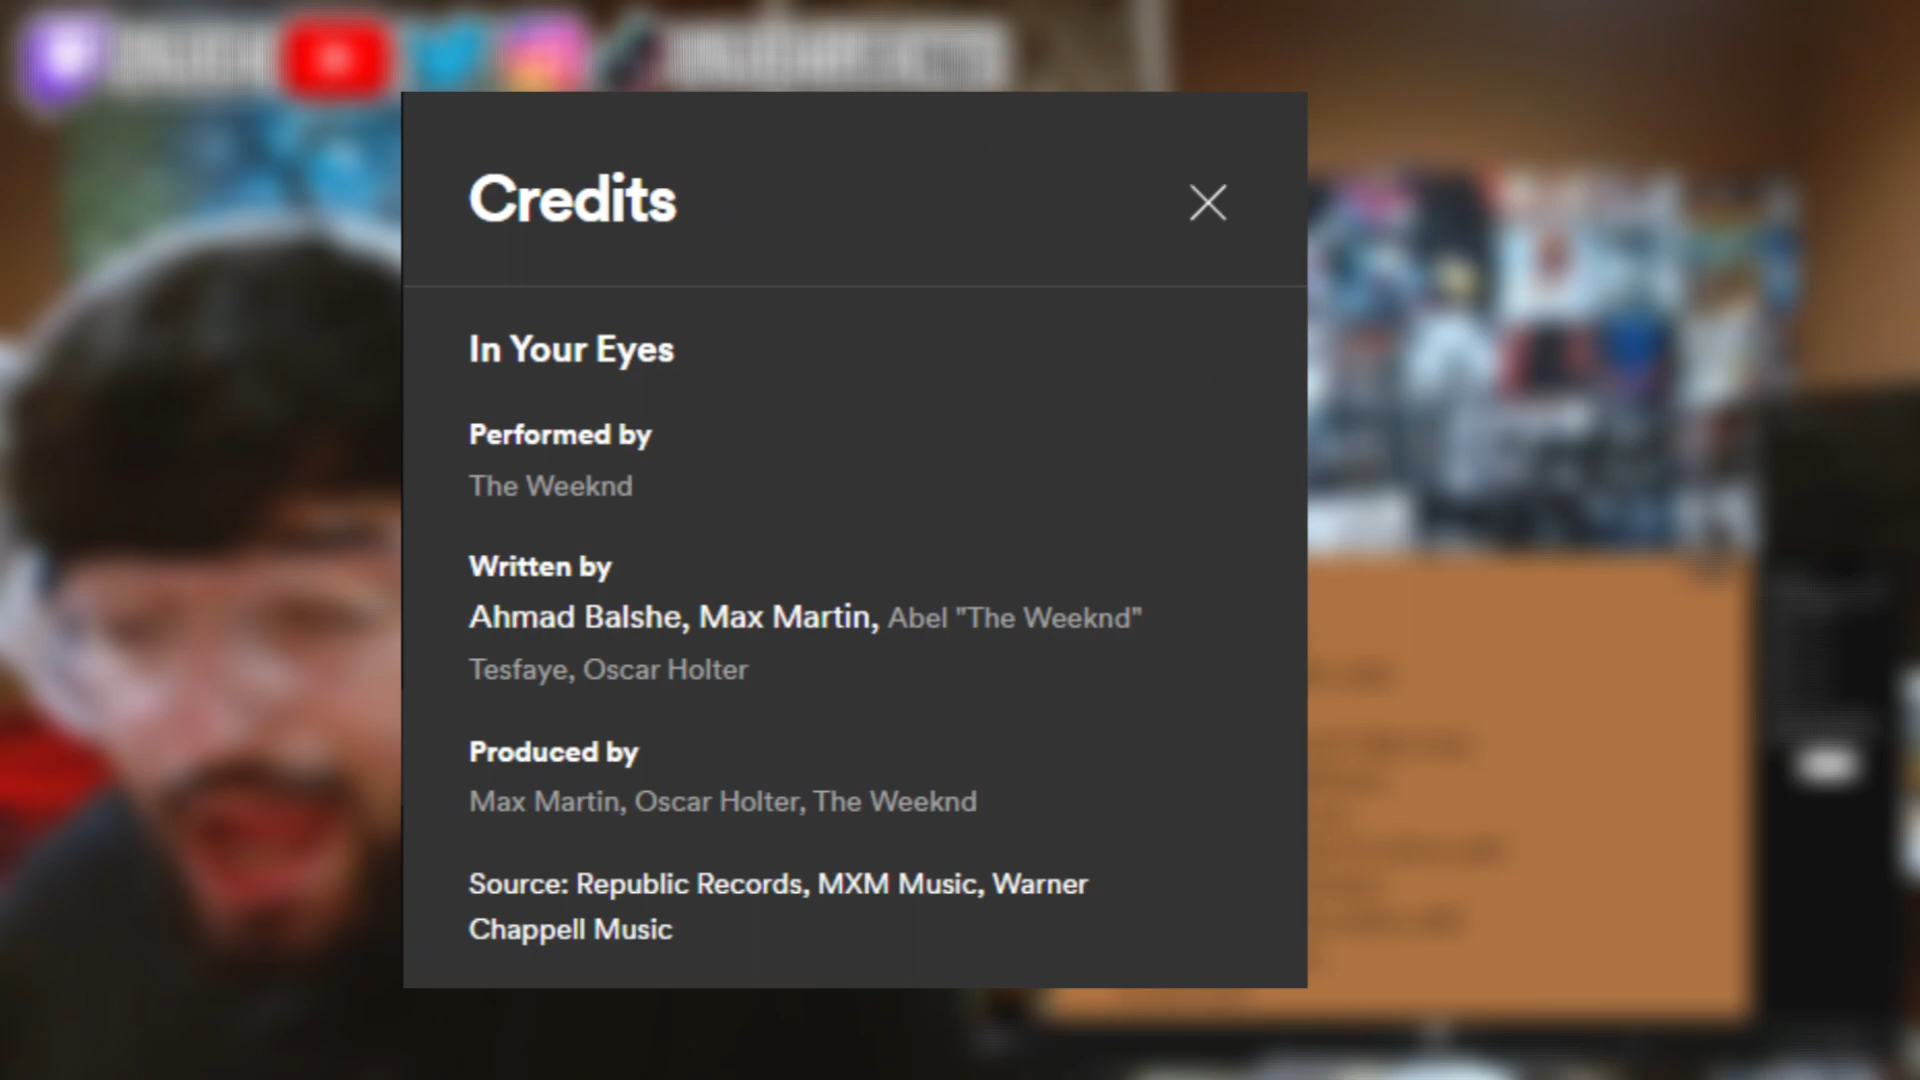 Credits
In Your Eyes
Performed by
The Weeknd
Written by
Ahmad Balshe, Max Martin, Abel "The Weeknd"
Tesfaye, Oscar Holter
Produced by
Max Martin, Oscar Holter, The Weeknd
Source: Republic Records, MXM Music, Warner
Chappell Music